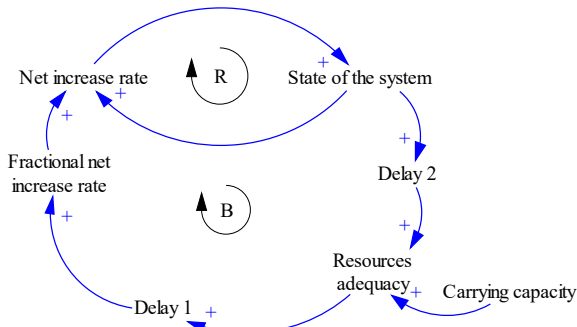 +
R
Net increase rate
State of the system
+
+
+
Fractional net
increase rate
Delay 2
B
+
+
Resources
adequacy
+
Carrying capacity
Delay 1
+